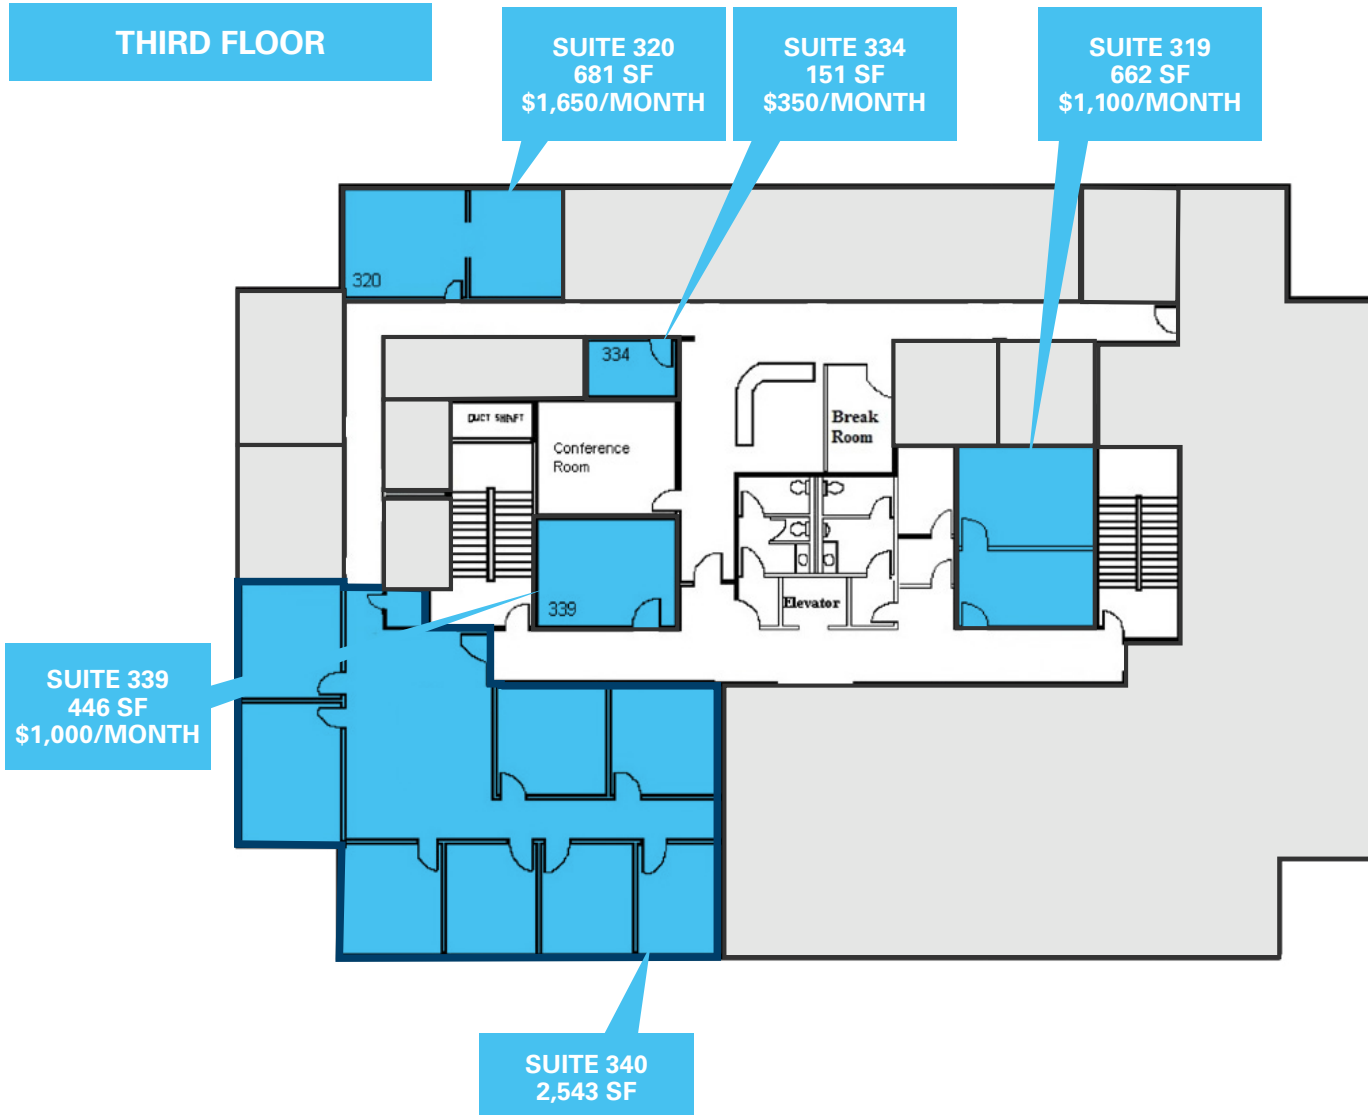 THIRD FLOOR
SUITE 320
681 SF
$1,650/MONTH
SUITE 334
151 SF
$350/MONTH
SUITE 319
662 SF
$1,100/MONTH
320
334
DUCT SHAFT
Conference
Room
Break
Room
339
Elevator
SUITE 339
446 SF
$1,000/MONTH
SUITE 340
2,543 SF